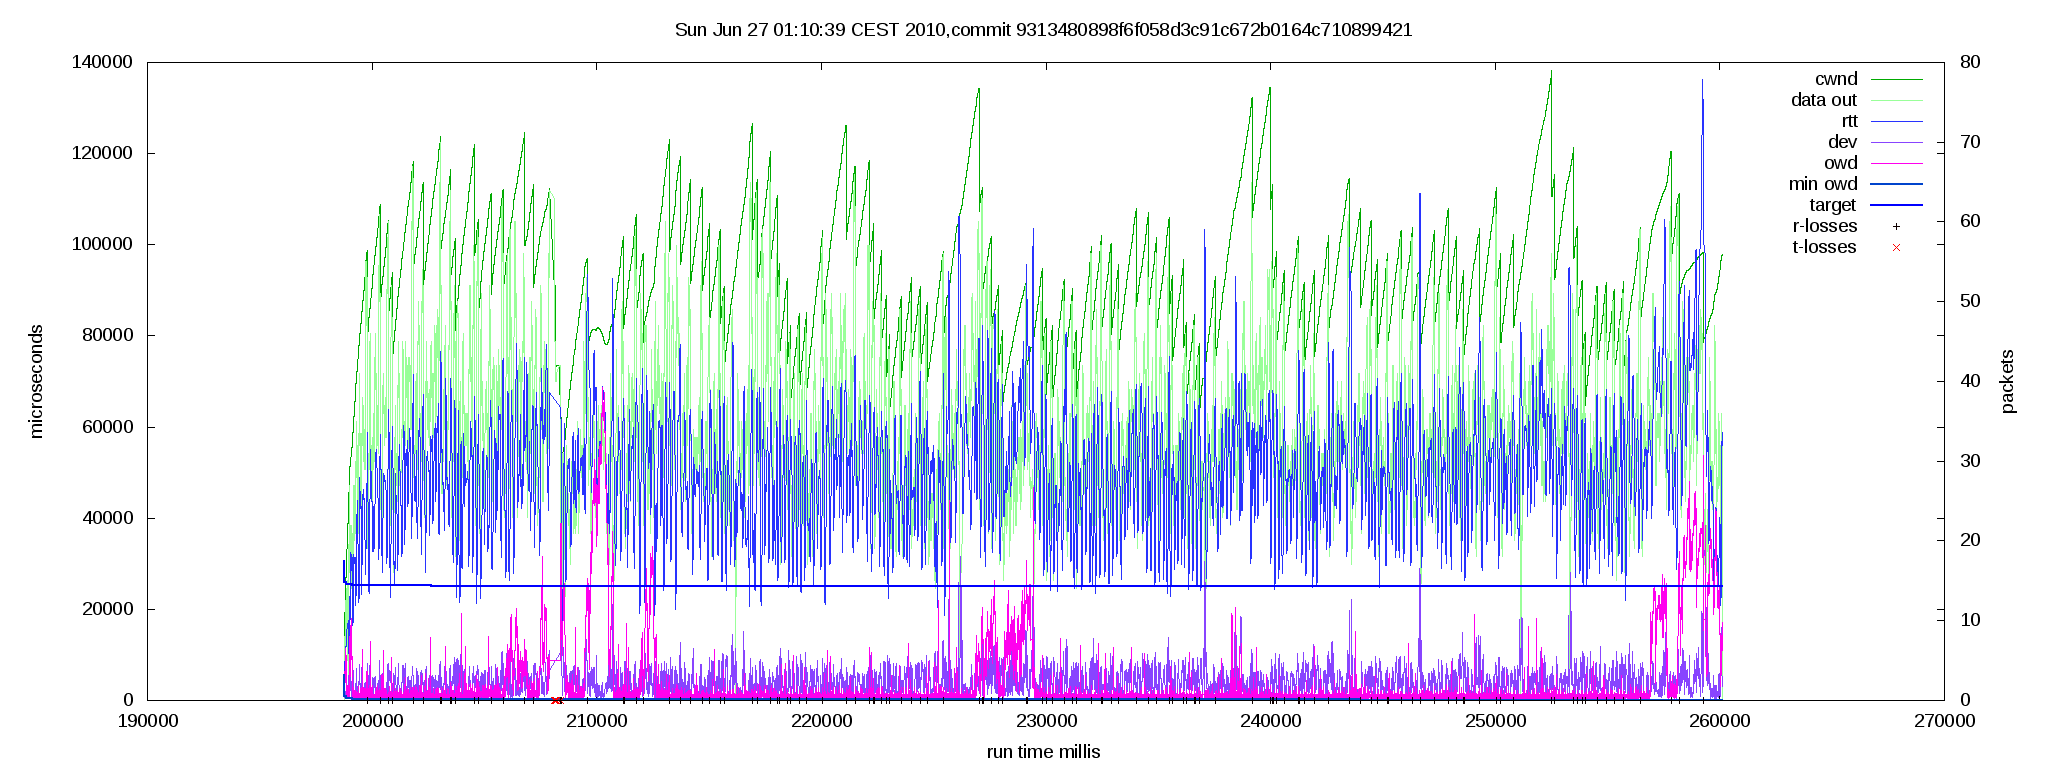 Sun Jun 27 01:10:39 CEST 2010,commit 9313480898f6f058d3c91c672b0164c710899421
140000
120000
100000
80000
60000
40000
20000
0
microseconds
80
70
60
50
40
30
20
10
0
packets
cwnd
data out
rtt
dev
owd
min owd
target
r-losses
t-losses
190000 200000 210000 220000 230000 240000 250000 260000 270000
run time millis